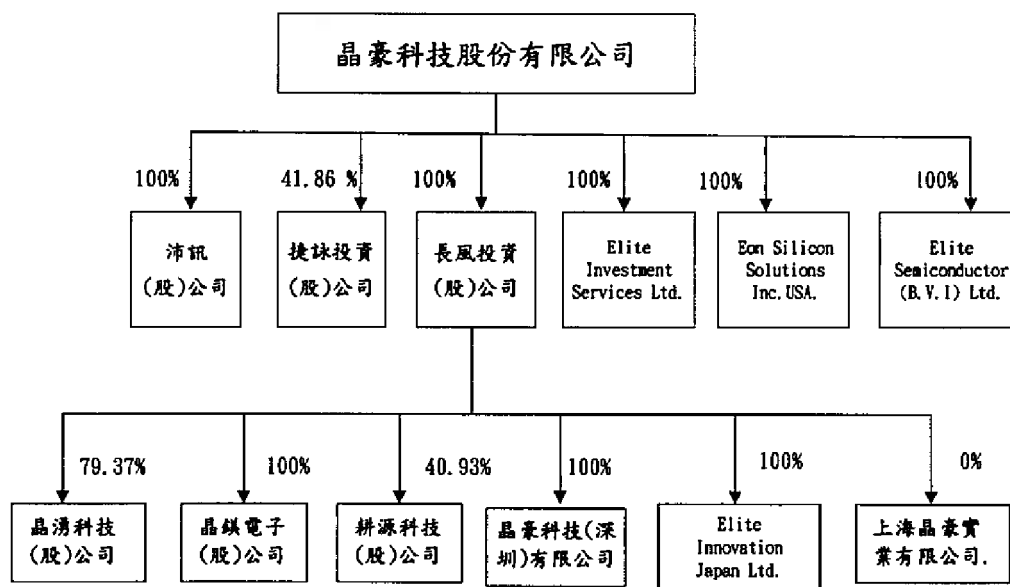 晶豪科技股份有限公司
100%
41.86 %
100%
100%
100%
100%
沛訊
(股)公司
捷詠投資
(股)公司
長風投資
(股)公司
Elite
Investment
Services Ltd.
Eon Silicon
Solutions
Inc.USA.
Elite
Semiconductor
(B.V.I) Ltd.
79.37%
100%
40.93%
100%
100%
0%
晶湧科技
(股)公司
晶鎂電子
(股)公司
耕源科技
(股)公司
晶豪科技(深
圳)有限公司
Elite
Innovation
Japan Ltd.
上海晶豪實
業有限公司.